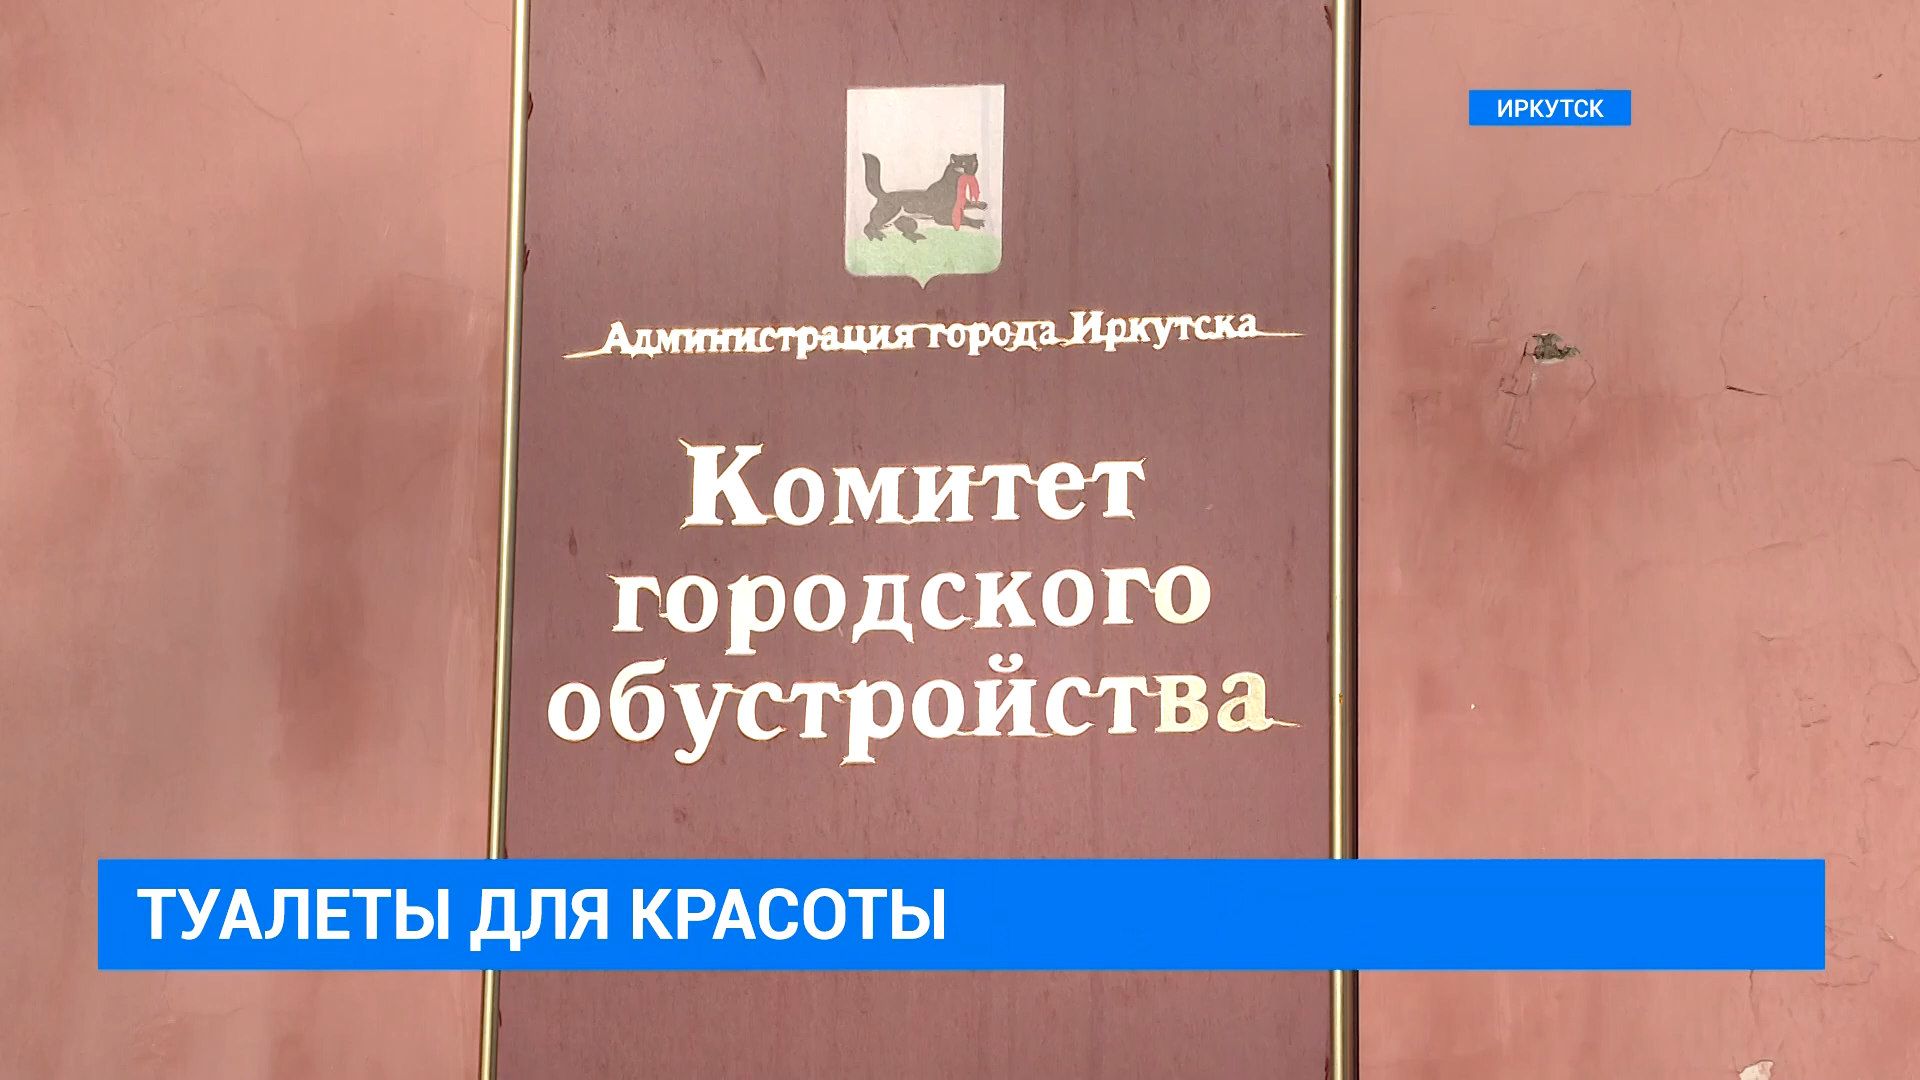 ИРКУТСК
Администрация города Иркутска
Комитет
городского
обустройства
ТУАЛЕТЫ ДЛЯ КРАСОТЫ